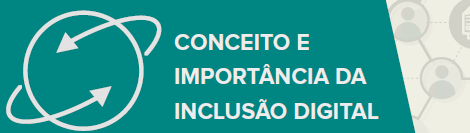 CONCEITO E
IMPORTÂNCIA DA
INCLUSÃO DIGITAL